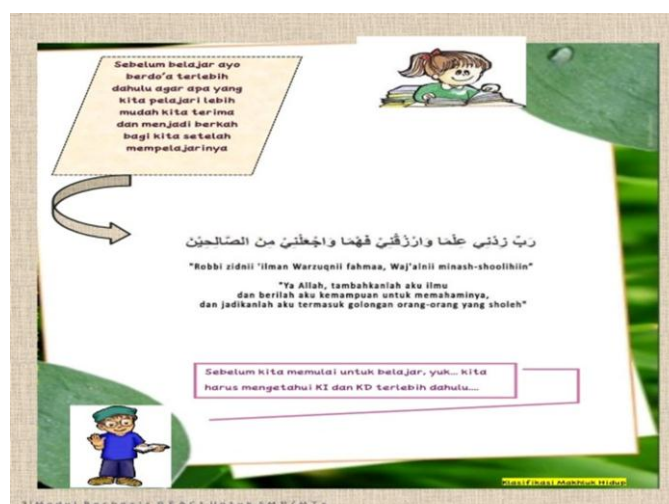 Sebelum belajar ayo
berdo'a terlebih
dahulu agar apa yang
kita pelajari lebih
mudah kita terima
dan menjadi berkah
bagi kita setelah
mempelajarinya
رَبِّ زِدْنِي عِلْمًا وَارْزُقْنِيْ فَهْمًا وَاجْعَلْنِيْ مِنَ الصَّالِحِيْنَ
"Robbi zidnii 'ilman Warzuqnii fahmaa, Waj'alnii minash-shoolihiin"
"Ya Allah, tambahkanlah aku ilmu
dan berilah aku kemampuan untuk memahaminya,
dan jadikanlah aku termasuk golongan orang-orang yang sholeh"
Sebelum kita memulai untuk belajar, yuk... kita
harus mengetahui KI dan KD terlebih dahulu....
Klasifikasi Makhluk Hidup